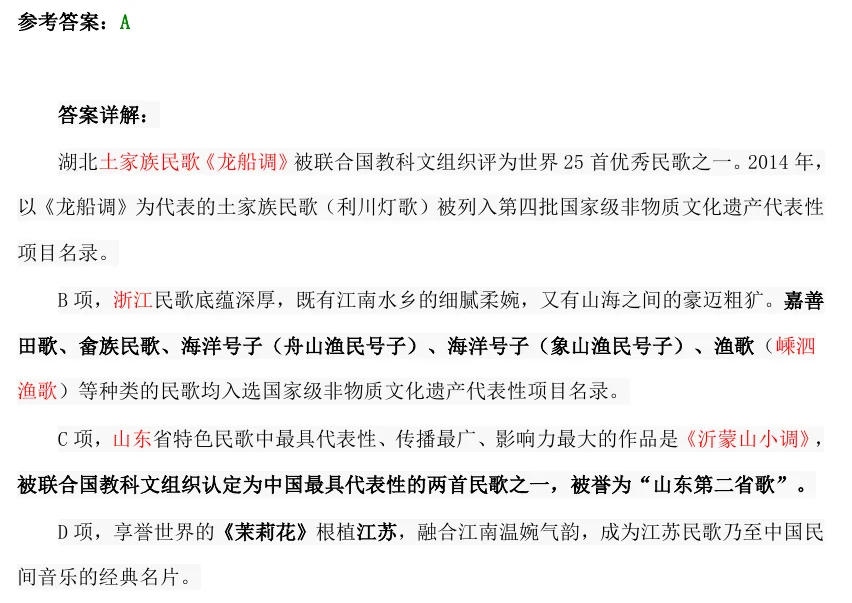 参考答案：A
答案详解：
湖北土家族民歌《龙船调》被联合国教科文组织评为世界 25 首优秀民歌之一。2014 年，
以《龙船调》为代表的土家族民歌（利川灯歌）被列入第四批国家级非物质文化遗产代表性
项目名录。
B 项，浙江民歌底蕴深厚，既有江南水乡的细腻柔婉，又有山海之间的豪迈粗犷。嘉善
田歌、畲族民歌、海洋号子（舟山渔民号子）、海洋号子（象山渔民号子）、渔歌（嵊泗
渔歌）等种类的民歌均入选国家级非物质文化遗产代表性项目名录。
C 项，山东省特色民歌中最具代表性、传播最广、影响力最大的作品是《沂蒙山小调》，
被联合国教科文组织认定为中国最具代表性的两首民歌之一，被誉为“山东第二省歌”。
D 项，享誉世界的《茉莉花》根植江苏，融合江南温婉气韵，成为江苏民歌乃至中国民
间音乐的经典名片。